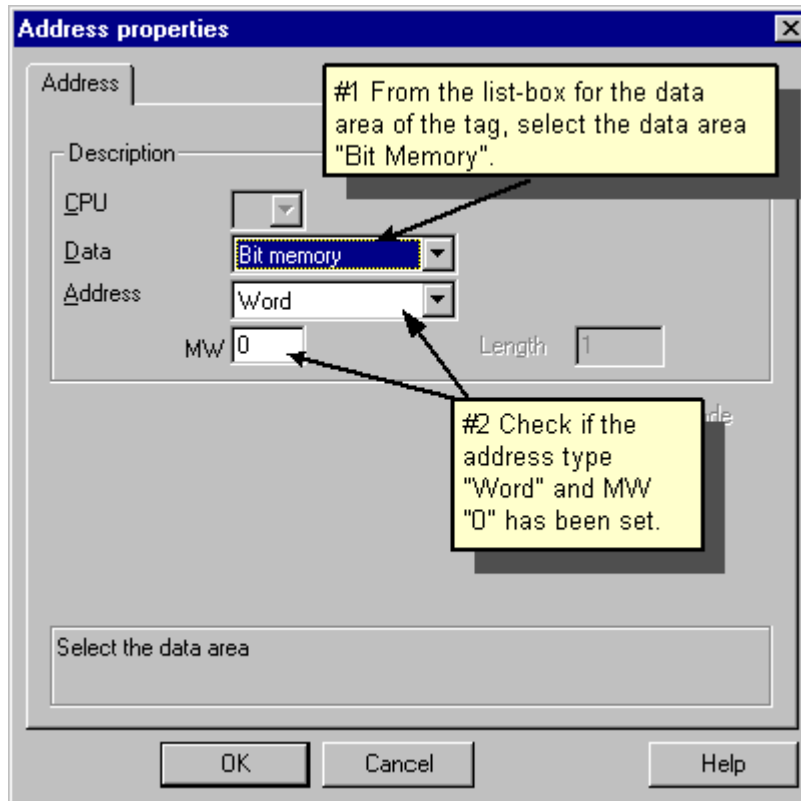 Address properties
Address
#1 From the list-box for the data
area of the tag, select the data area
"Bit Memory".
Description
CPU
Data
Bit memory
Address
Word
MW 0
Length 1
#2 Check if the
address type
"Word" and MW
"0" has been set.
Select the data area
OK Cancel Help